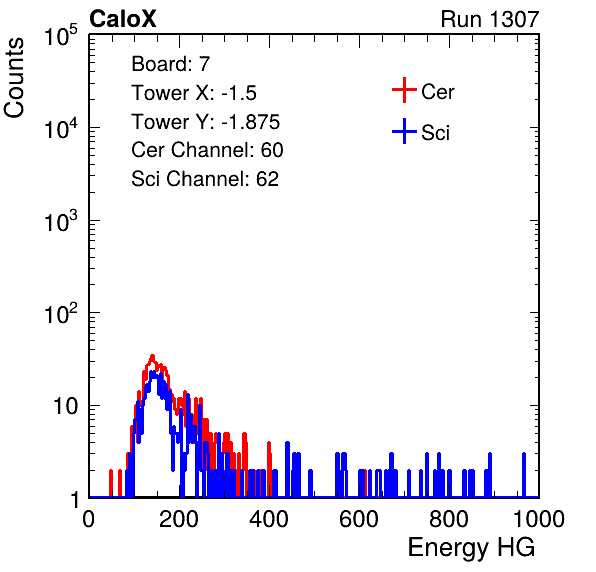 CaloX Run 1307
Counts
Board: 7
Tower X: -1.5
Tower Y: -1.875
Cer Channel: 60
Sci Channel: 62
Cer
Sci
10^5
10^4
10^3
10^2
10
1
0 200 400 600 800 1000
Energy HG